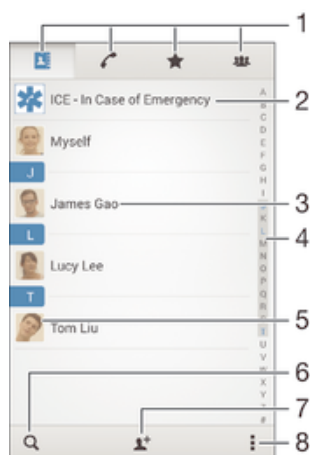 1
ICE - In Case of Emergency
2
Myself
J
James Gao
3
L
Lucy Lee
4
T
Tom Liu
5
A
B
C
D
E
F
G
H
I
J
K
L
M
N
O
P
Q
R
S
T
U
V
W
X
Y
Z
#
6
7
8